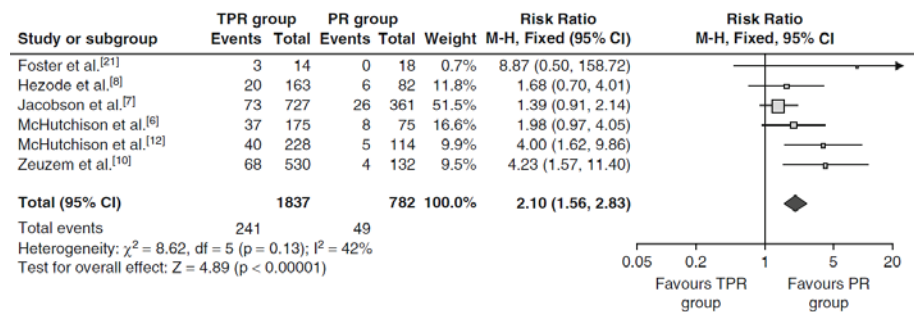 TPR group PR group Risk Ratio Risk Ratio
Study or subgroup Events Total Events Total Weight M-H, Fixed (95% CI) M-H, Fixed, 95% CI
Foster et al.[21] 3 14 0 18 0.7% 8.87 (0.50, 158.72)
Hezode et al.[8] 20 163 6 82 11.8% 1.68 (0.70, 4.01)
Jacobson et al.[7] 73 727 26 361 51.5% 1.39 (0.91, 2.14)
McHutchison et al.[6] 37 175 8 75 16.6% 1.98 (0.97, 4.05)
McHutchison et al.[12] 40 228 5 114 9.9% 4.00 (1.62, 9.86)
Zeuzem et al.[10] 68 530 4 132 9.5% 4.23 (1.57, 11.40)
Total (95% CI) 1837 782 100.0% 2.10 (1.56, 2.83)
Total events 241 49
Heterogeneity: χ2 = 8.62, df = 5 (p = 0.13); I2 = 42%
Test for overall effect: Z = 4.89 (p < 0.00001)
0.05 0.2 1 5 20
Favours TPR group Favours PR group